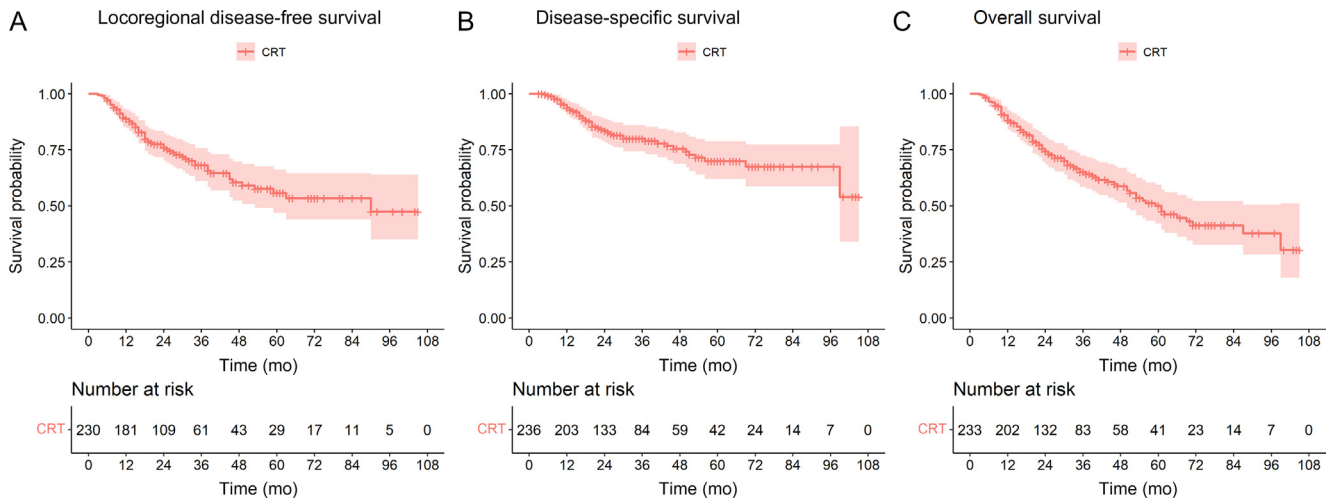 A Locoregional disease-free survival
CRT
Survival probability
1.00
0.75
0.50
0.25
0.00
0 12 24 36 48 60 72 84 96 108
Time (mo)
Number at risk
CRT 230 181 109 61 43 29 17 11 5 0
0 12 24 36 48 60 72 84 96 108
Time (mo)
B Disease-specific survival
CRT
Survival probability
1.00
0.75
0.50
0.25
0.00
0 12 24 36 48 60 72 84 96 108
Time (mo)
Number at risk
CRT 236 203 133 84 59 42 24 14 7 0
0 12 24 36 48 60 72 84 96 108
Time (mo)
C Overall survival
CRT
Survival probability
1.00
0.75
0.50
0.25
0.00
0 12 24 36 48 60 72 84 96 108
Time (mo)
Number at risk
CRT 233 202 132 83 58 41 23 14 7 0
0 12 24 36 48 60 72 84 96 108
Time (mo)